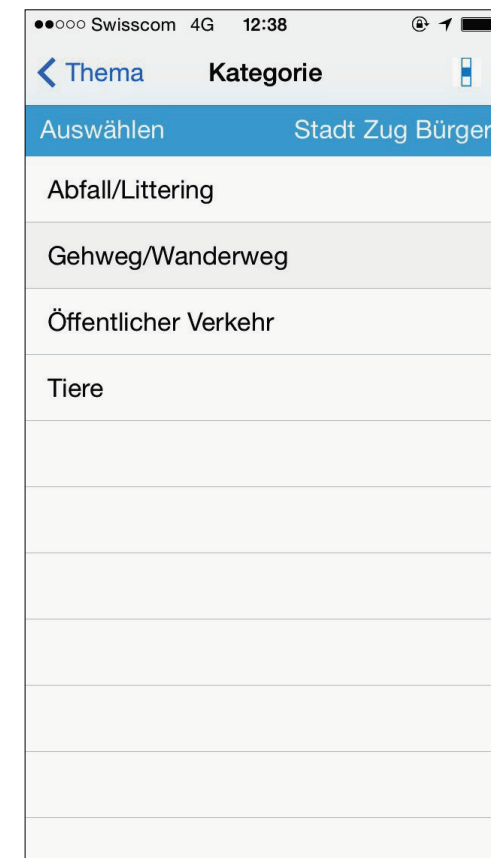 Swisscom 4G 12:38
Thema Kategorie
Auswählen Stadt Zug Bürger
Abfall/Littering
Gehweg/Wanderweg
Öffentlicher Verkehr
Tiere